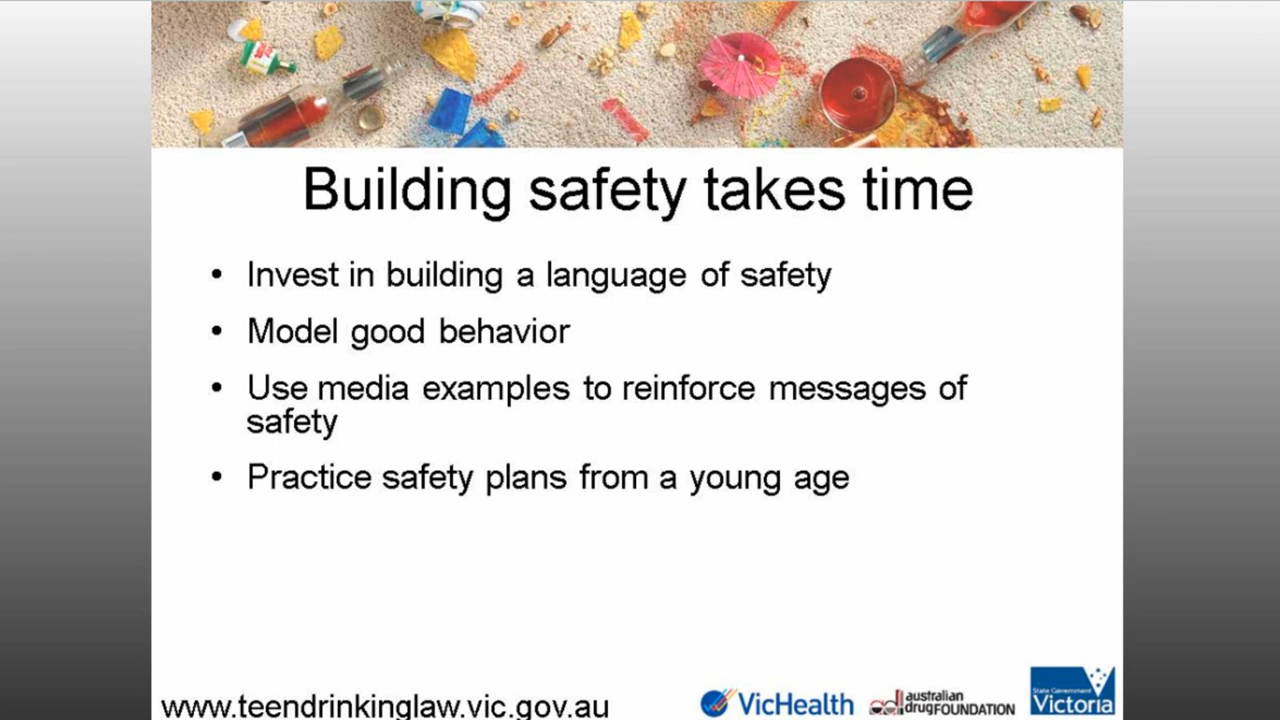 Building safety takes time
• Invest in building a language of safety
• Model good behavior
• Use media examples to reinforce messages of
safety
• Practice safety plans from a young age
www.teendrinkinglaw.vic.gov.au
VicHealth
adf
australian
drugFOUNDATION
State Government
Victoria